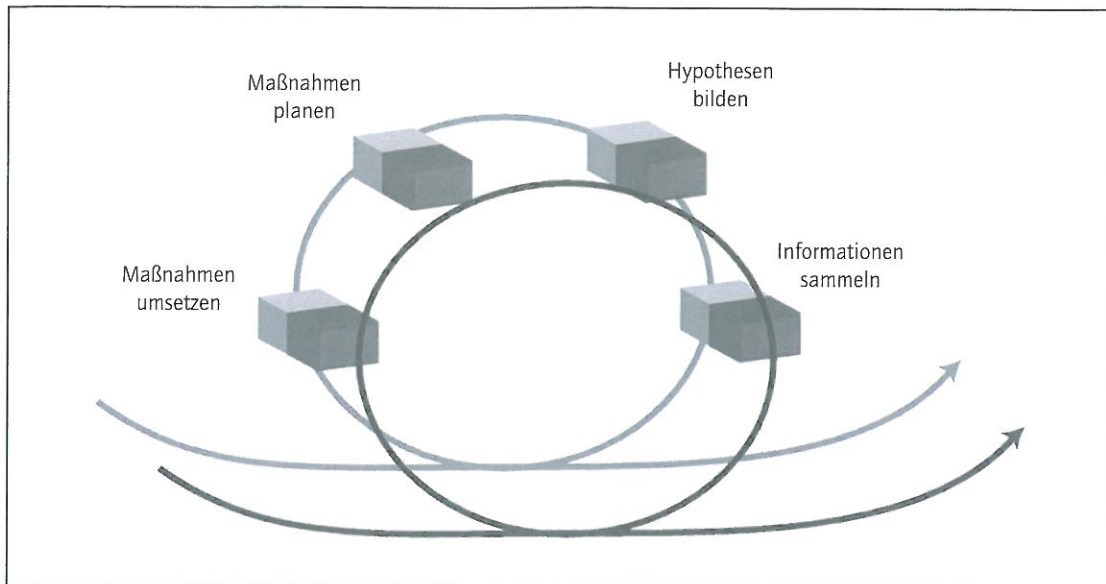 Maßnahmen
planen
Hypothesen
bilden
Maßnahmen
umsetzen
Informationen
sammeln